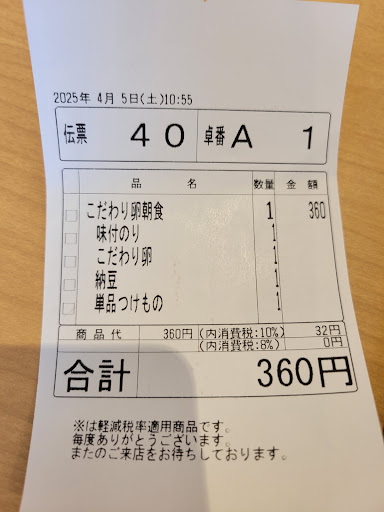 2025年 4月 5日(土)10:55
伝票 40 卓番 A 1
品 名 数量 金 額
こだわり卵朝食 1 360
味付のり 1
こだわり卵 1
納豆 1
単品つけもの 1
商品代 360円 (内消費税:10%) 32円
(内消費税:8%) 0円
合計 360円
※は軽減税率適用商品です。
毎度ありがとうございます。
またのご来店をお待ちしております。